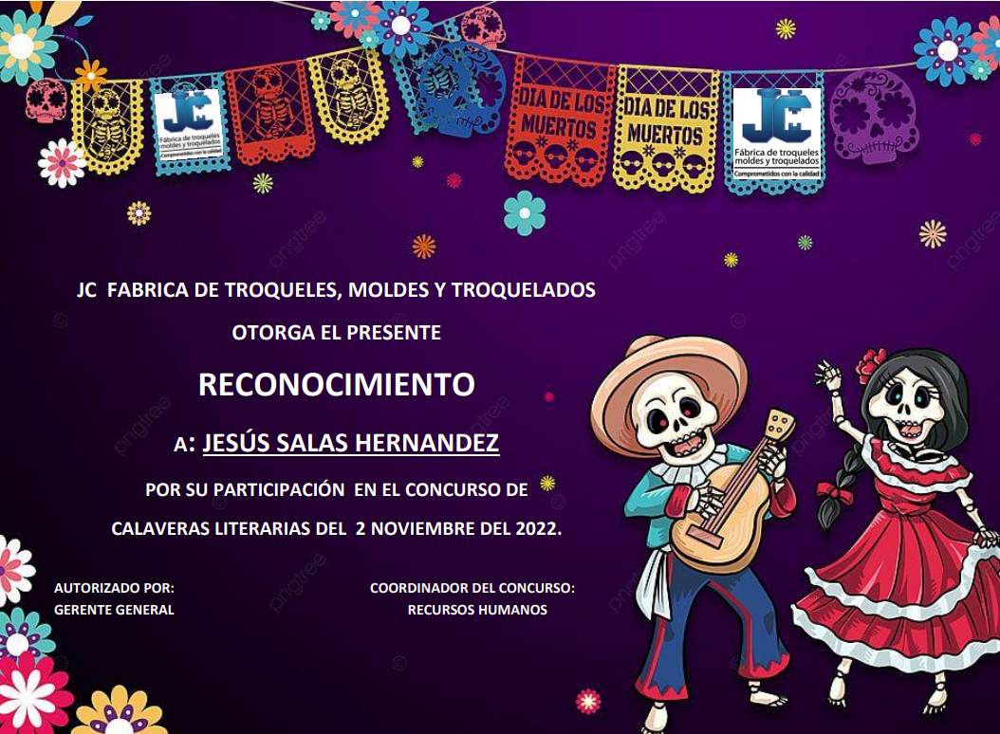 JC
Fábrica de troqueles
moldes y troquelados
Comprometidos con la calidad
DIA DE LOS
MUERTOS
DIA DE LOS
MUERTOS
JC
Fábrica de troqueles
moldes y troquelados
Comprometidos con la calidad
JC  FABRICA DE TROQUELES, MOLDES Y TROQUELADOS
OTORGA EL PRESENTE
RECONOCIMIENTO
A: JESÚS SALAS HERNANDEZ
POR SU PARTICIPACIÓN  EN EL CONCURSO DE
CALAVERAS LITERARIAS DEL  2 NOVIEMBRE DEL 2022.
AUTORIZADO POR:
GERENTE GENERAL
COORDINADOR DEL CONCURSO:
RECURSOS HUMANOS
pngtree